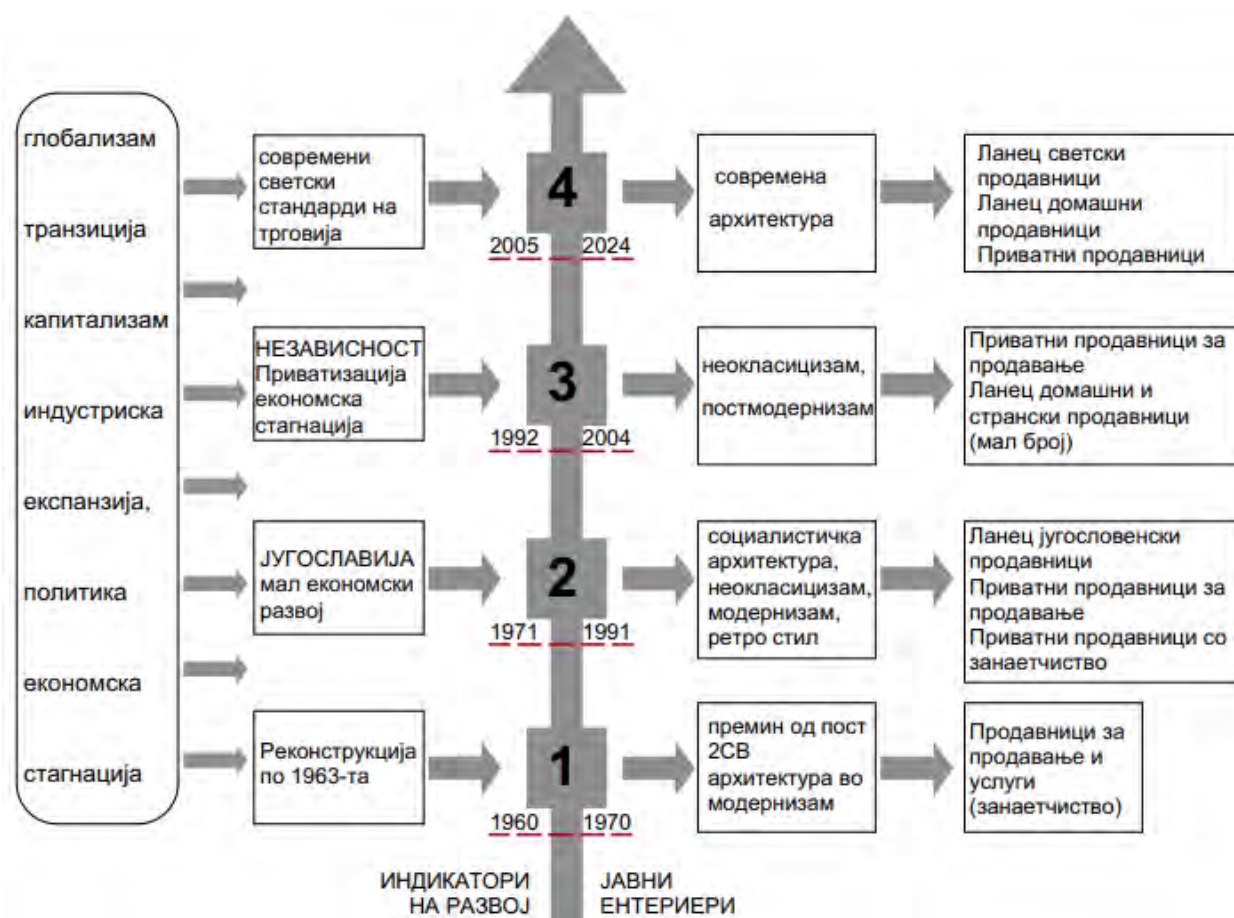 глобализам
транзиција
капитализам
индустриска
експанзија,
политика
економска
стагнација
современи
светски
стандарди на
трговија
4
2005 2024
современа
архитектура
Ланец светски
продавници
Ланец домашни
продавници
Приватни продавници
НЕЗАВИСНОСТ
Приватизација
економска
стагнација
3
1992 2004
неокласицизам,
постмодернизам
Приватни продавници за
продавање
Ланец домашни и
странски продавници
(мал број)
ЈУГОСЛАВИЈА
мал економски
развој
2
1971 1991
социалистичка
архитектура,
неокласицизам,
модернизам,
ретро стил
Ланец југословенски
продавници
Приватни продавници за
продавање
Приватни продавници со
занаетчиство
Реконструкција
по 1963-та
1
1960 1970
премин од пост
2СВ
архитектура во
модернизам
Продавници за
продавање и
услуги
(занаетчиство)
ИНДИКАТОРИ
НА РАЗВОЈ
ЈАВНИ
ЕНТЕРИЕРИ